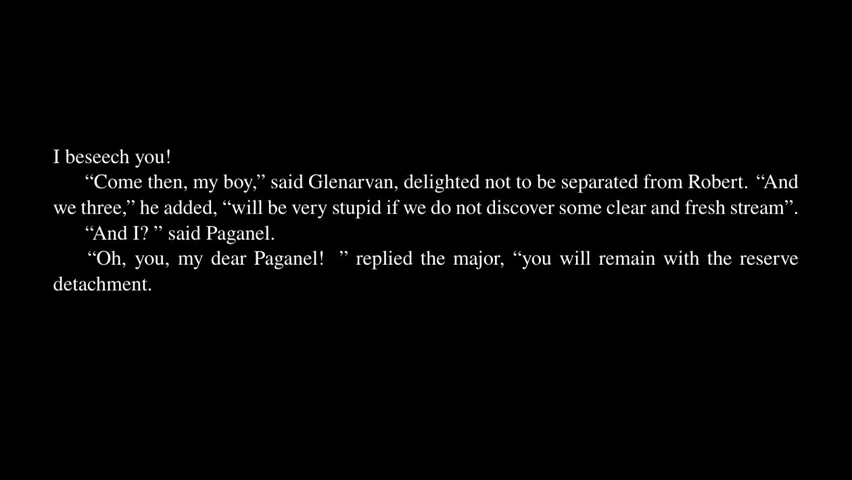 I beseech you!
“Come then, my boy,” said Glenarvan, delighted not to be separated from Robert. “And
we three,” he added, “will be very stupid if we do not discover some clear and fresh stream”.
“And I? ” said Paganel.
“Oh, you, my dear Paganel! ” replied the major, “you will remain with the reserve
detachment.